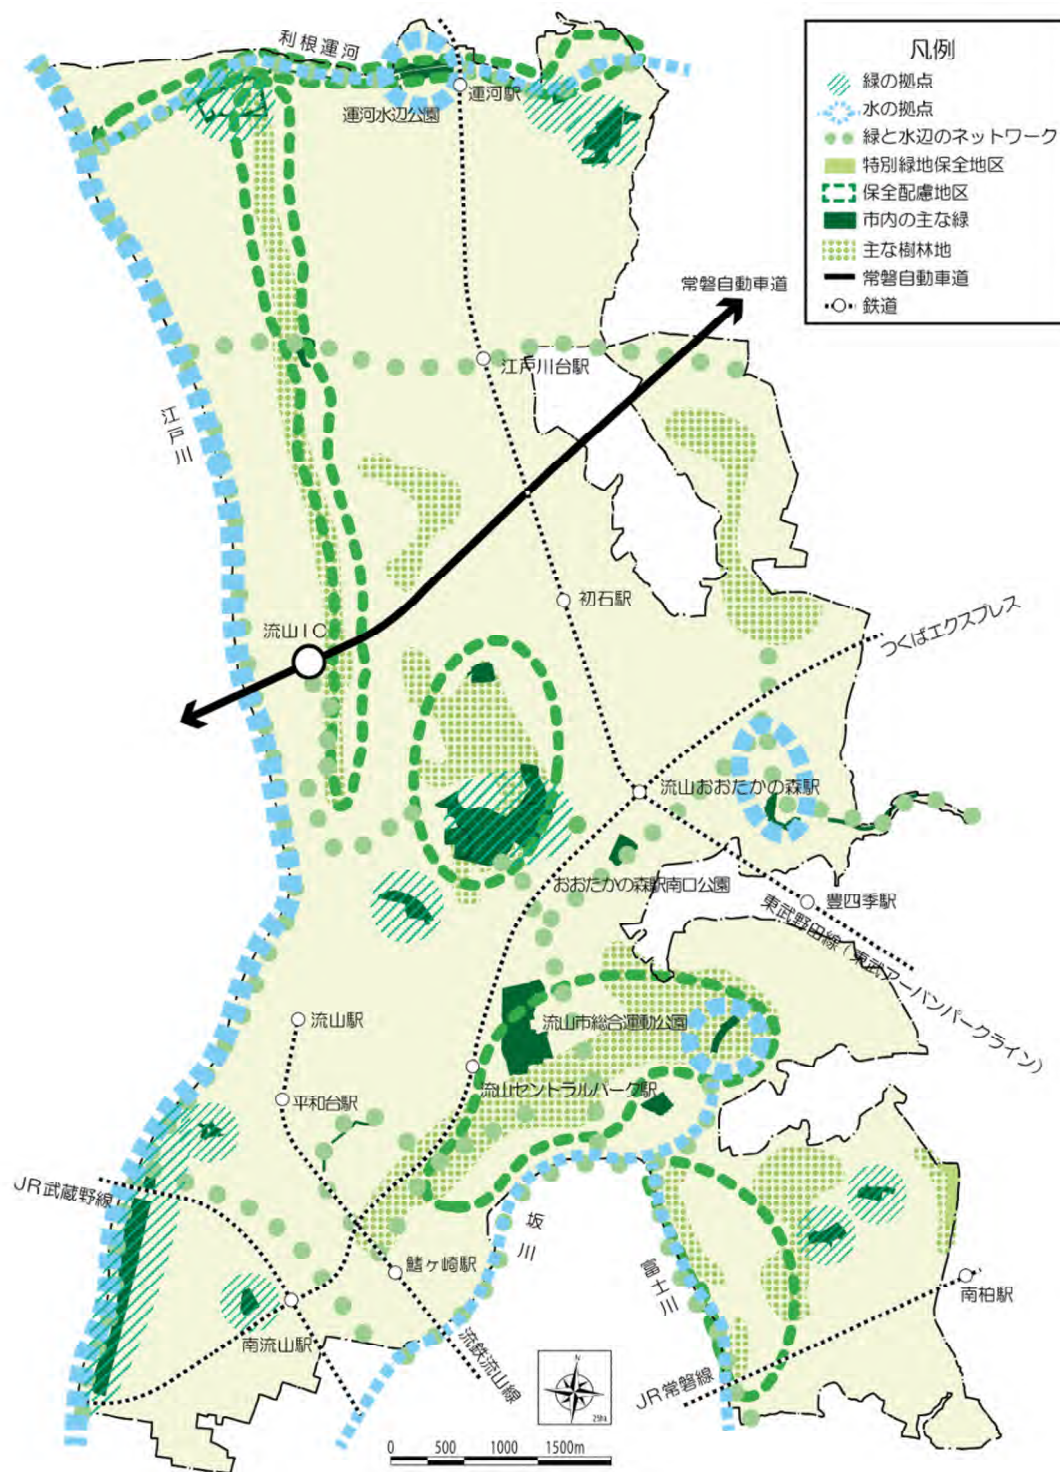 凡例
緑の拠点
水の拠点
緑と水辺のネットワーク
特別緑地保全地区
保全配慮地区
市内の主な緑
主な樹林地
常磐自動車道
鉄道
利根運河
運河駅
運河水辺公園
常磐自動車道
江戸川台駅
江戸川
初石駅
流山IC
つくばエクスプレス
流山おおたかの森駅
おおたかの森駅南口公園
豊四季駅
東武野田線(東武アーバンパークライン)
流山駅
流山市総合運動公園
流山セントラルパーク駅
平和台駅
JR武蔵野線
坂川
鰭ヶ崎駅
富士川
南柏駅
南流山駅
流鉄流山線
JR常磐線
N
0 500 1000 1500m